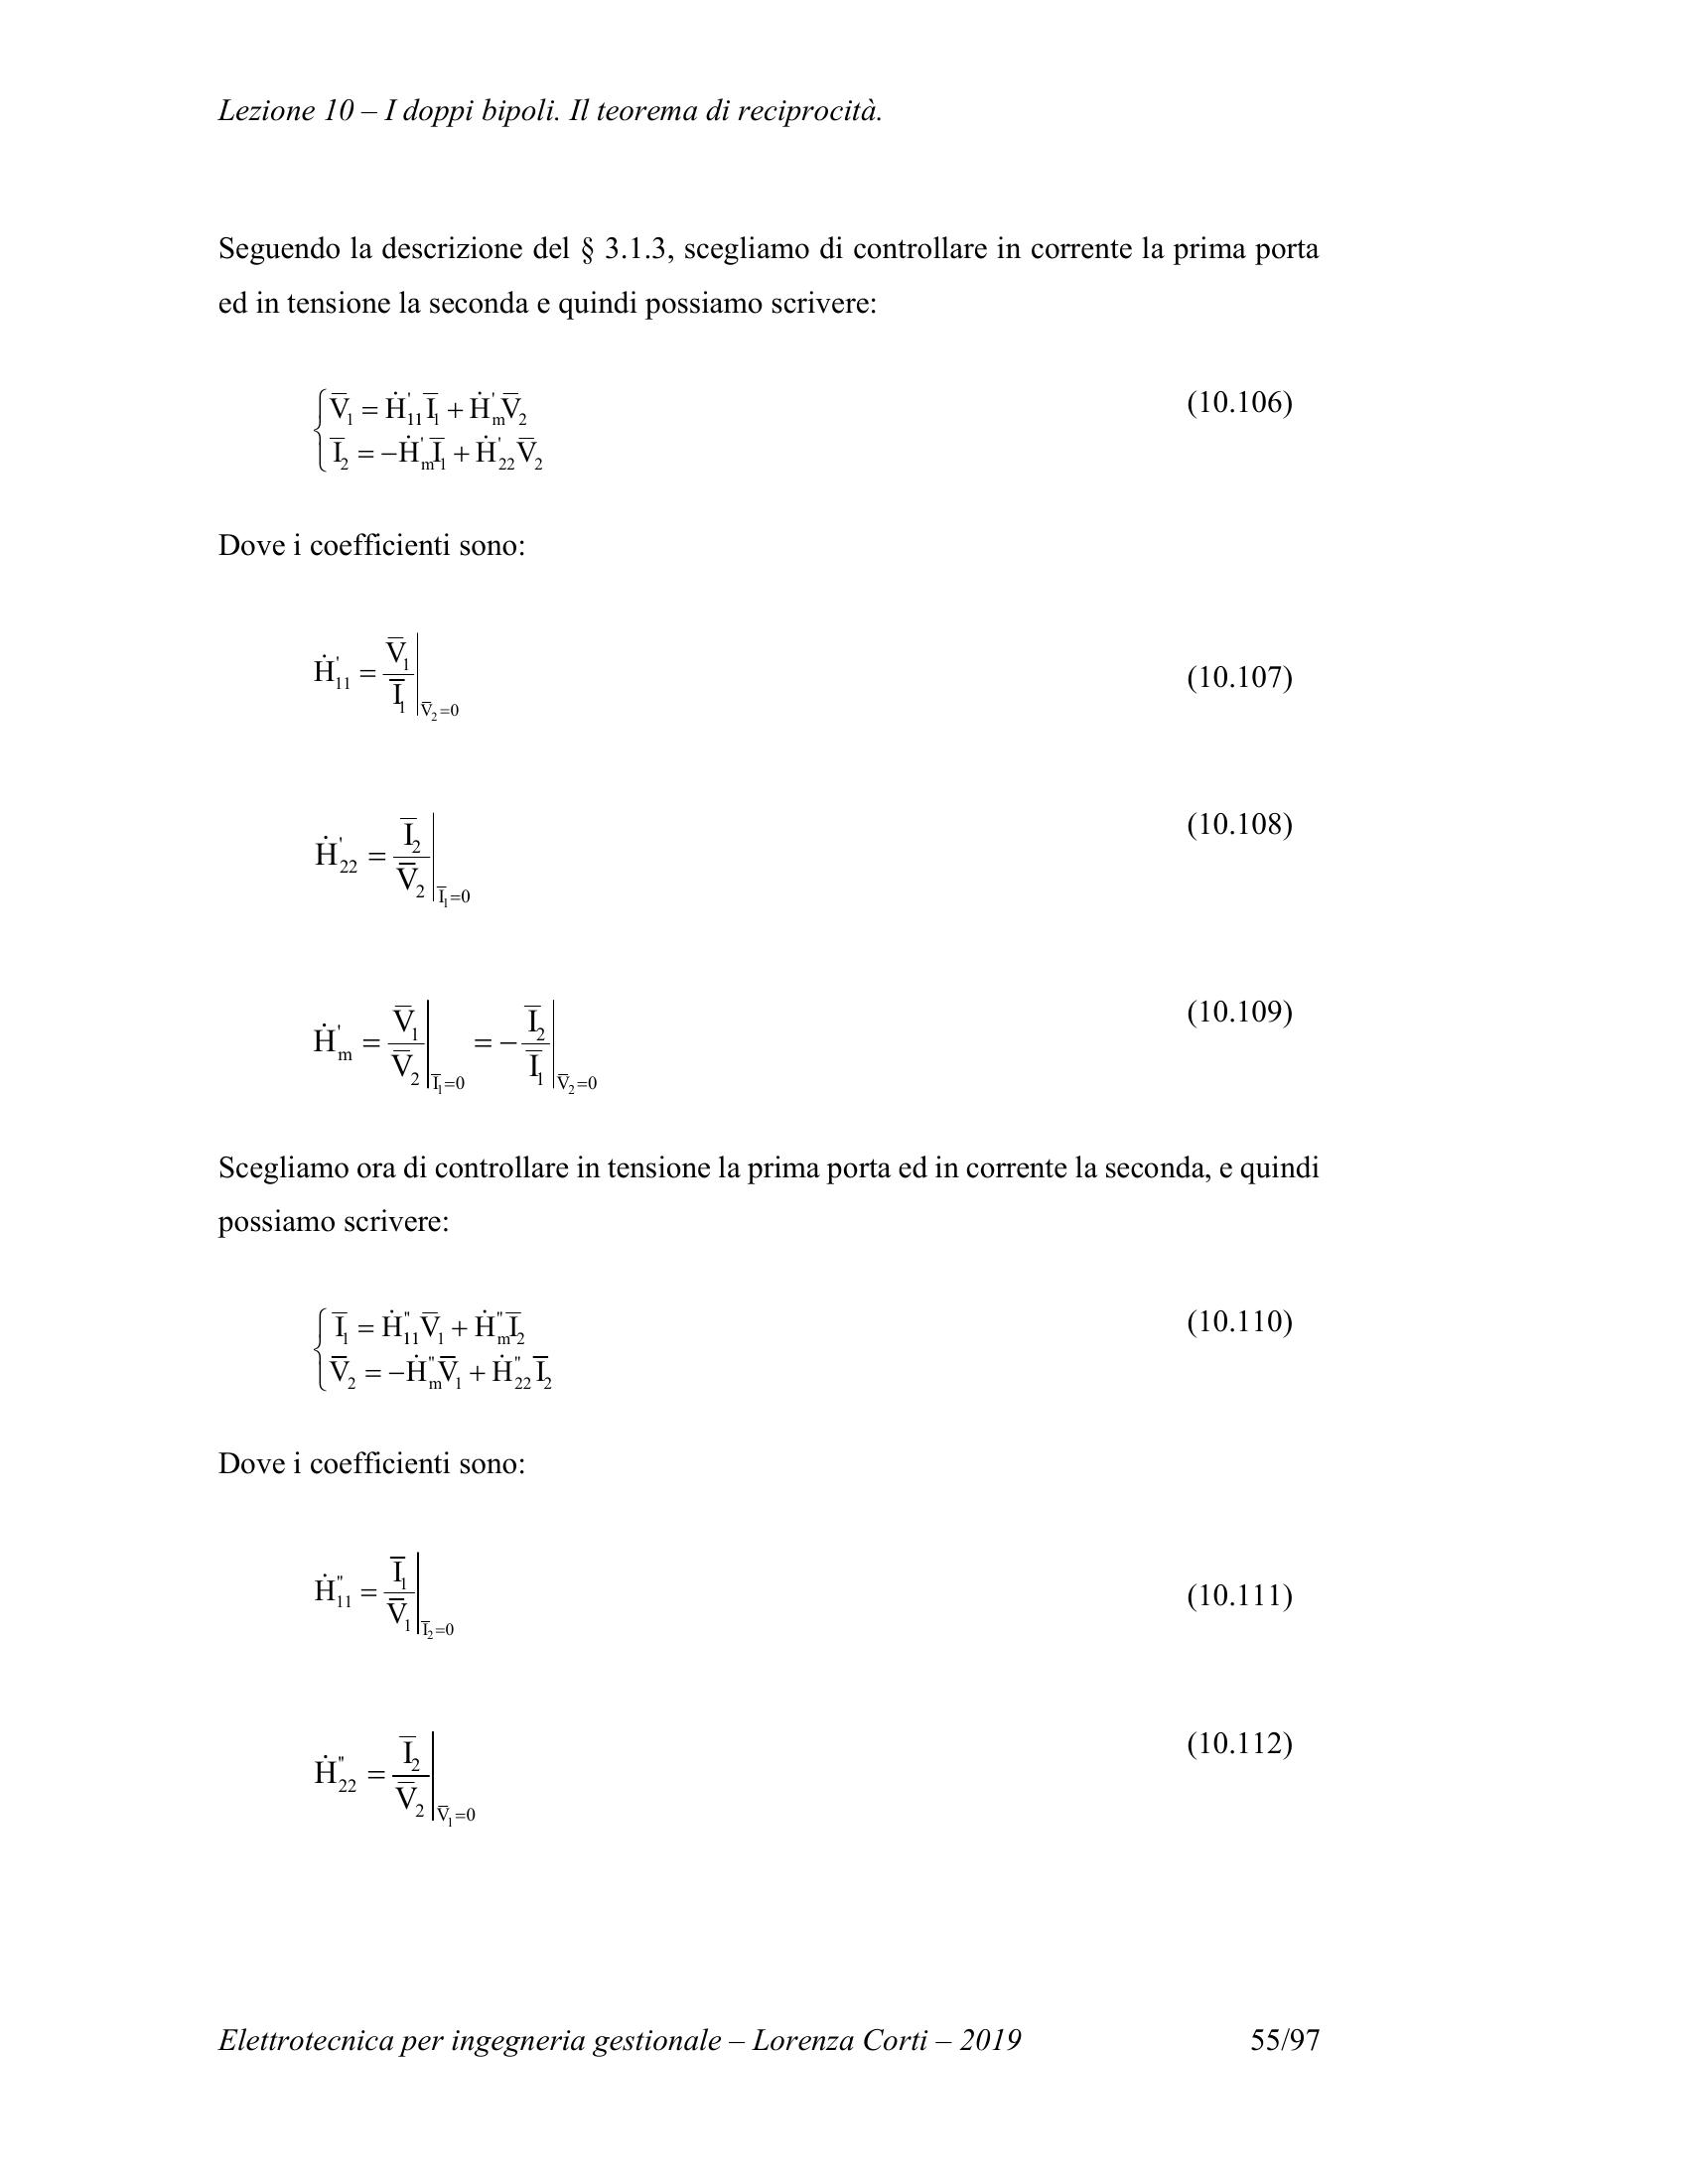 Lezione 10 – I doppi bipoli. Il teorema di reciprocità.
Seguendo la descrizione del § 3.1.3, scegliamo di controllare in corrente la prima porta
ed in tensione la seconda e quindi possiamo scrivere:
$\begin{cases} \overline{V}_1 = \dot{H}_{11}^{'} \overline{I}_1 + \dot{H}_m^{'} \overline{V}_2 \\ \overline{I}_2 = -\dot{H}_m^{'} \overline{I}_1 + \dot{H}_{22}^{'} \overline{V}_2 \end{cases}$ (10.106)
Dove i coefficienti sono:
$\dot{H}_{11}^{'} = \left. \frac{\overline{V}_1}{\overline{I}_1} \right|_{\overline{V}_2=0}$ (10.107)
$\dot{H}_{22}^{'} = \left. \frac{\overline{I}_2}{\overline{V}_2} \right|_{\overline{I}_1=0}$ (10.108)
$\dot{H}_m^{'} = \left. \frac{\overline{V}_1}{\overline{V}_2} \right|_{\overline{I}_1=0} = -\left. \frac{\overline{I}_2}{\overline{I}_1} \right|_{\overline{V}_2=0}$ (10.109)
Scegliamo ora di controllare in tensione la prima porta ed in corrente la seconda, e quindi
possiamo scrivere:
$\begin{cases} \overline{I}_1 = \dot{H}_{11}^{''} \overline{V}_1 + \dot{H}_m^{''} \overline{I}_2 \\ \overline{V}_2 = -\dot{H}_m^{''} \overline{V}_1 + \dot{H}_{22}^{''} \overline{I}_2 \end{cases}$ (10.110)
Dove i coefficienti sono:
$\dot{H}_{11}^{''} = \left. \frac{\overline{I}_1}{\overline{V}_1} \right|_{\overline{I}_2=0}$ (10.111)
$\dot{H}_{22}^{''} = \left. \frac{\overline{I}_2}{\overline{V}_2} \right|_{\overline{V}_1=0}$ (10.112)
Elettrotecnica per ingegneria gestionale – Lorenza Corti – 2019 55/97